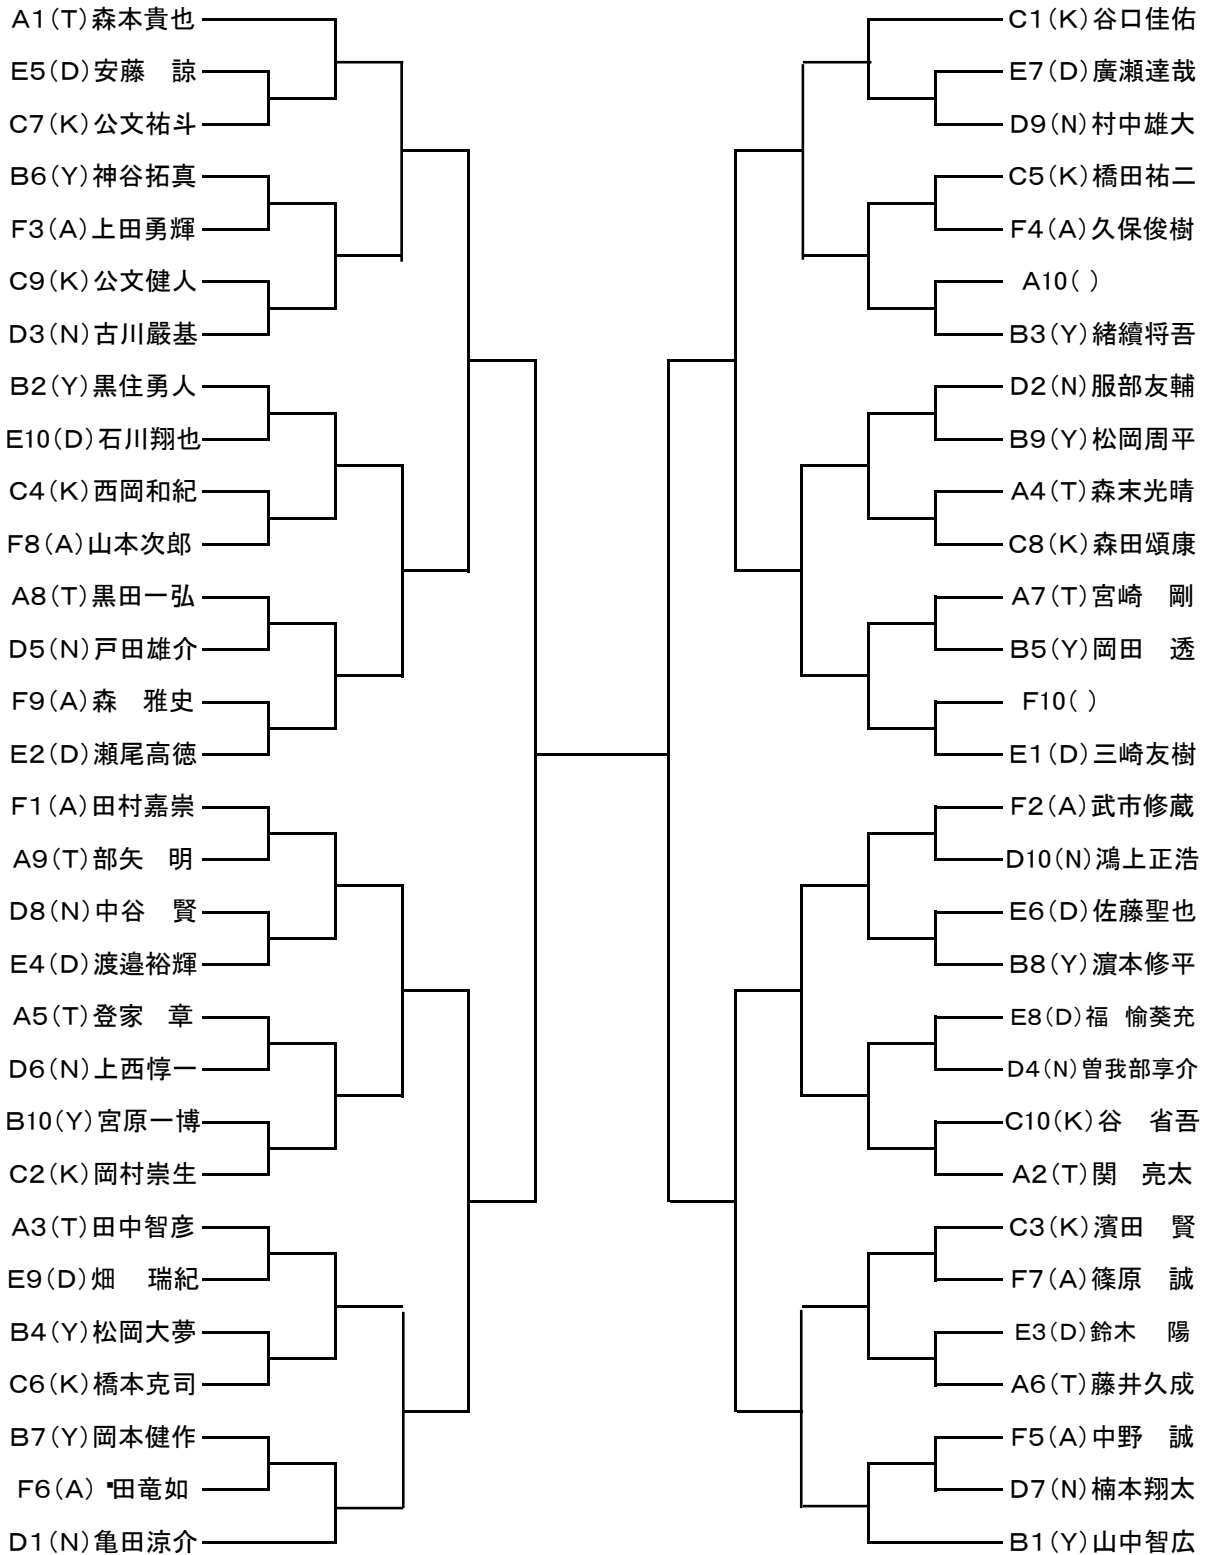 A1(T)森本貴也
E5(D)安藤　諒
C7(K)公文祐斗
B6(Y)神谷拓真
F3(A)上田勇輝
C9(K)公文健人
D3(N)古川嚴基
B2(Y)黒住勇人
E10(D)石川翔也
C4(K)西岡和紀
F8(A)山本次郎
A8(T)黒田一弘
D5(N)戸田雄介
F9(A)森　雅史
E2(D)瀬尾高徳
F1(A)田村嘉崇
A9(T)部矢　明
D8(N)中谷　賢
E4(D)渡邉裕輝
A5(T)登家　章
D6(N)上西惇一
B10(Y)宮原一博
C2(K)岡村崇生
A3(T)田中智彦
E9(D)畑　瑞紀
B4(Y)松岡大夢
C6(K)橋本克司
B7(Y)岡本健作
F6(A)田竜如
D1(N)亀田涼介
C1(K)谷口佳佑
E7(D)廣瀬達哉
D9(N)村中雄大
C5(K)橋田祐二
F4(A)久保俊樹
A10( )
B3(Y)緒續将吾
D2(N)服部友輔
B9(Y)松岡周平
A4(T)森末光晴
C8(K)森田頌康
A7(T)宮崎　剛
B5(Y)岡田　透
F10( )
E1(D)三崎友樹
F2(A)武市修蔵
D10(N)鴻上正浩
E6(D)佐藤聖也
B8(Y)濵本修平
E8(D)福　愉葵充
D4(N)曽我部享介
C10(K)谷　省吾
A2(T)関　亮太
C3(K)濱田　賢
F7(A)篠原　誠
E3(D)鈴木　陽
A6(T)藤井久成
F5(A)中野　誠
D7(N)楠本翔太
B1(Y)山中智広